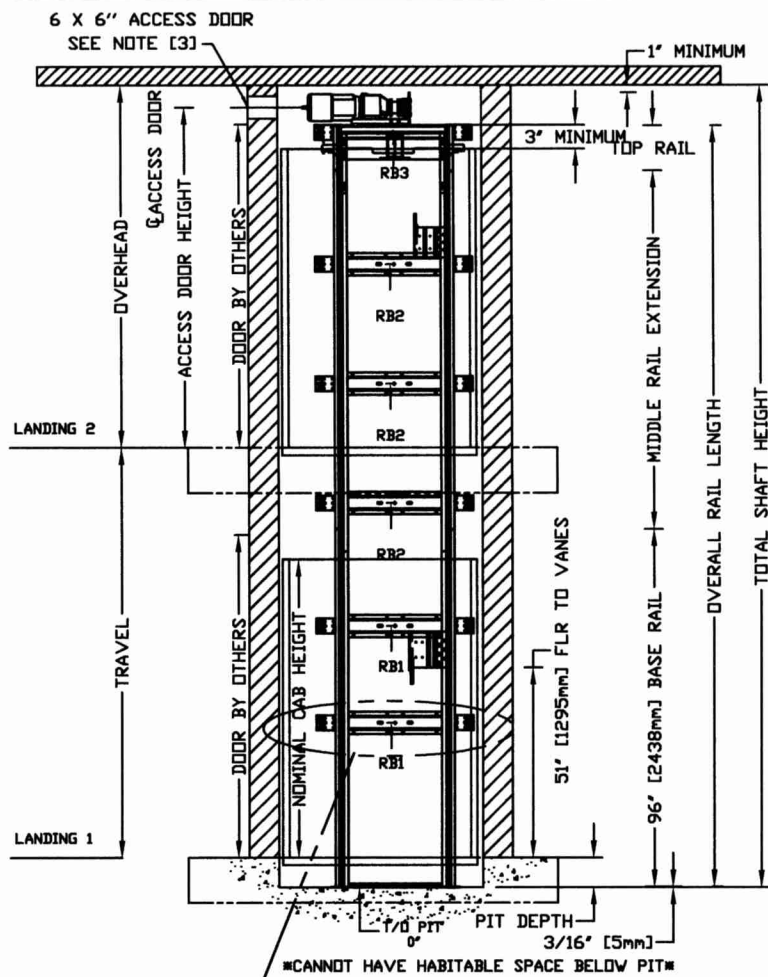 6 X 6'' ACCESS DOOR
SEE NOTE [3]
1" MINIMUM
3" MINIMUM
TOP RAIL
RB3
℄ACCESS DOOR
ACCESS DOOR HEIGHT
OVERHEAD
DOOR BY OTHERS
RB2
RB2
MIDDLE RAIL EXTENSION
OVERALL RAIL LENGTH
TOTAL SHAFT HEIGHT
LANDING 2
RB2
TRAVEL
DOOR BY OTHERS
NOMINAL CAB HEIGHT
RB1
RB1
51" [1295mm] FLR TO VANES
96" [2438mm] BASE RAIL
LANDING 1
T/O PIT
0"
PIT DEPTH
3/16" [5mm]
*CANNOT HAVE HABITABLE SPACE BELOW PIT*